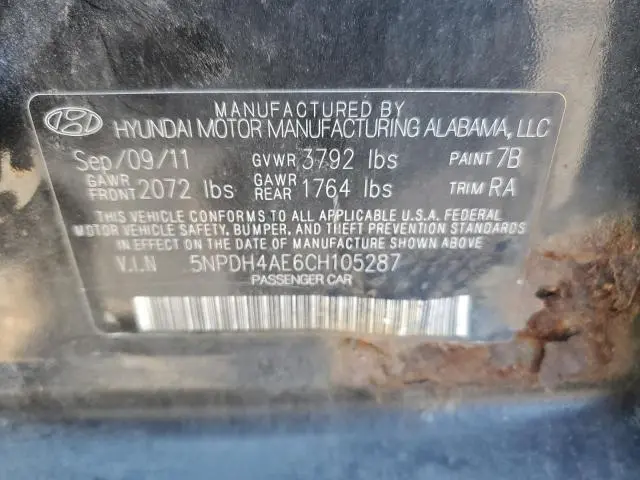 MANUFACTURED BY
HYUNDAI MOTOR MANUFACTURING ALABAMA, LLC
Sep/09/11 GVWR 3792 lbs PAINT 7B
GAWR FRONT 2072 lbs GAWR REAR 1764 lbs TRIM RA
THIS VEHICLE CONFORMS TO ALL APPLICABLE U.S.A. FEDERAL
MOTOR VEHICLE SAFETY, BUMPER, AND THEFT PREVENTION STANDARDS
IN EFFECT ON THE DATE OF MANUFACTURE SHOWN ABOVE.
V.I.N 5NPDH4AE6CH105287
PASSENGER CAR